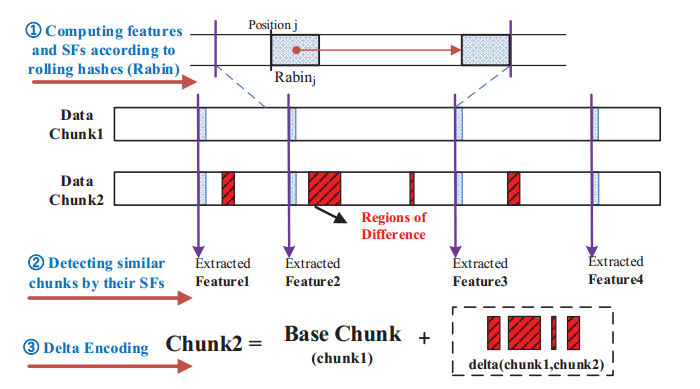 ① Computing features
and SFs according to
rolling hashes (Rabin)
Position j
Rabinj
Data
Chunk1
Data
Chunk2
Regions of
Difference
② Detecting similar
chunks by their SFs
Extracted
Feature1
Extracted
Feature2
Extracted
Feature3
Extracted
Feature4
③ Delta Encoding
Chunk2 = Base Chunk +
(chunk1)
delta(chunk1,chunk2)